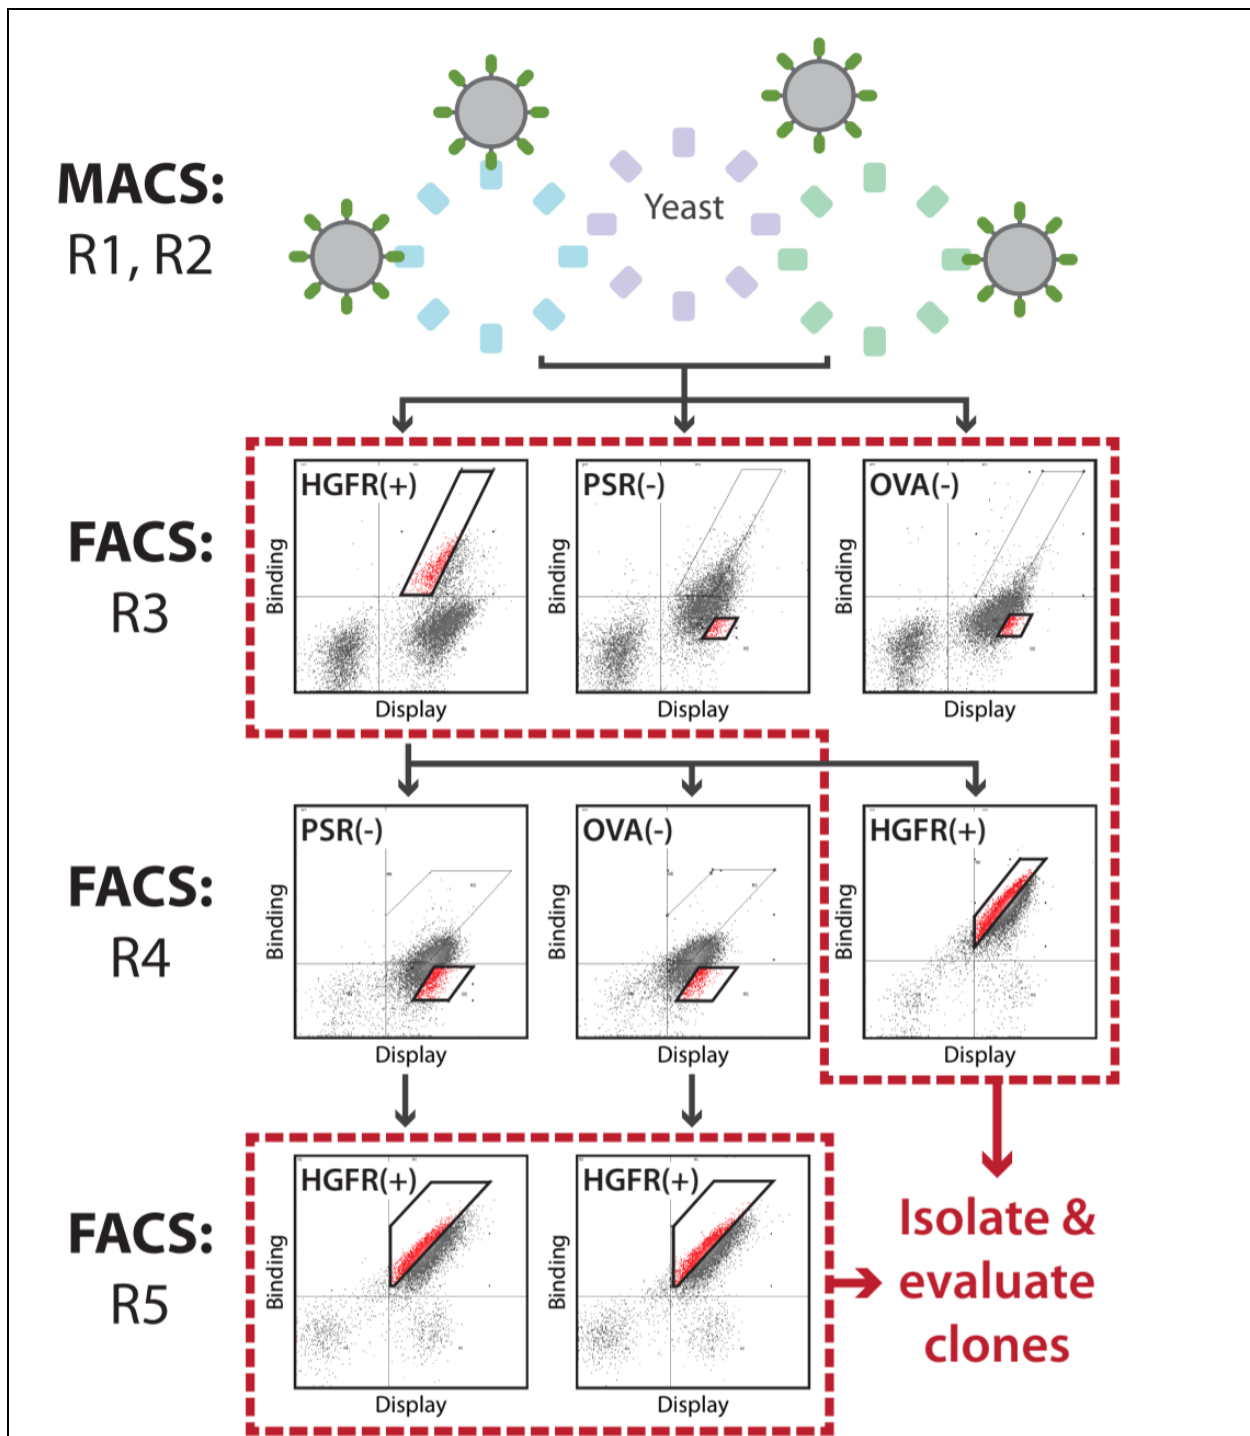 MACS:
R1, R2
Yeast
FACS:
R3
HGFR(+)
Binding
Display
PSR(-)
Binding
Display
OVA(-)
Binding
Display
FACS:
R4
PSR(-)
Binding
Display
OVA(-)
Binding
Display
HGFR(+)
Binding
Display
FACS:
R5
HGFR(+)
Binding
Display
HGFR(+)
Binding
Display
Isolate &
evaluate
clones